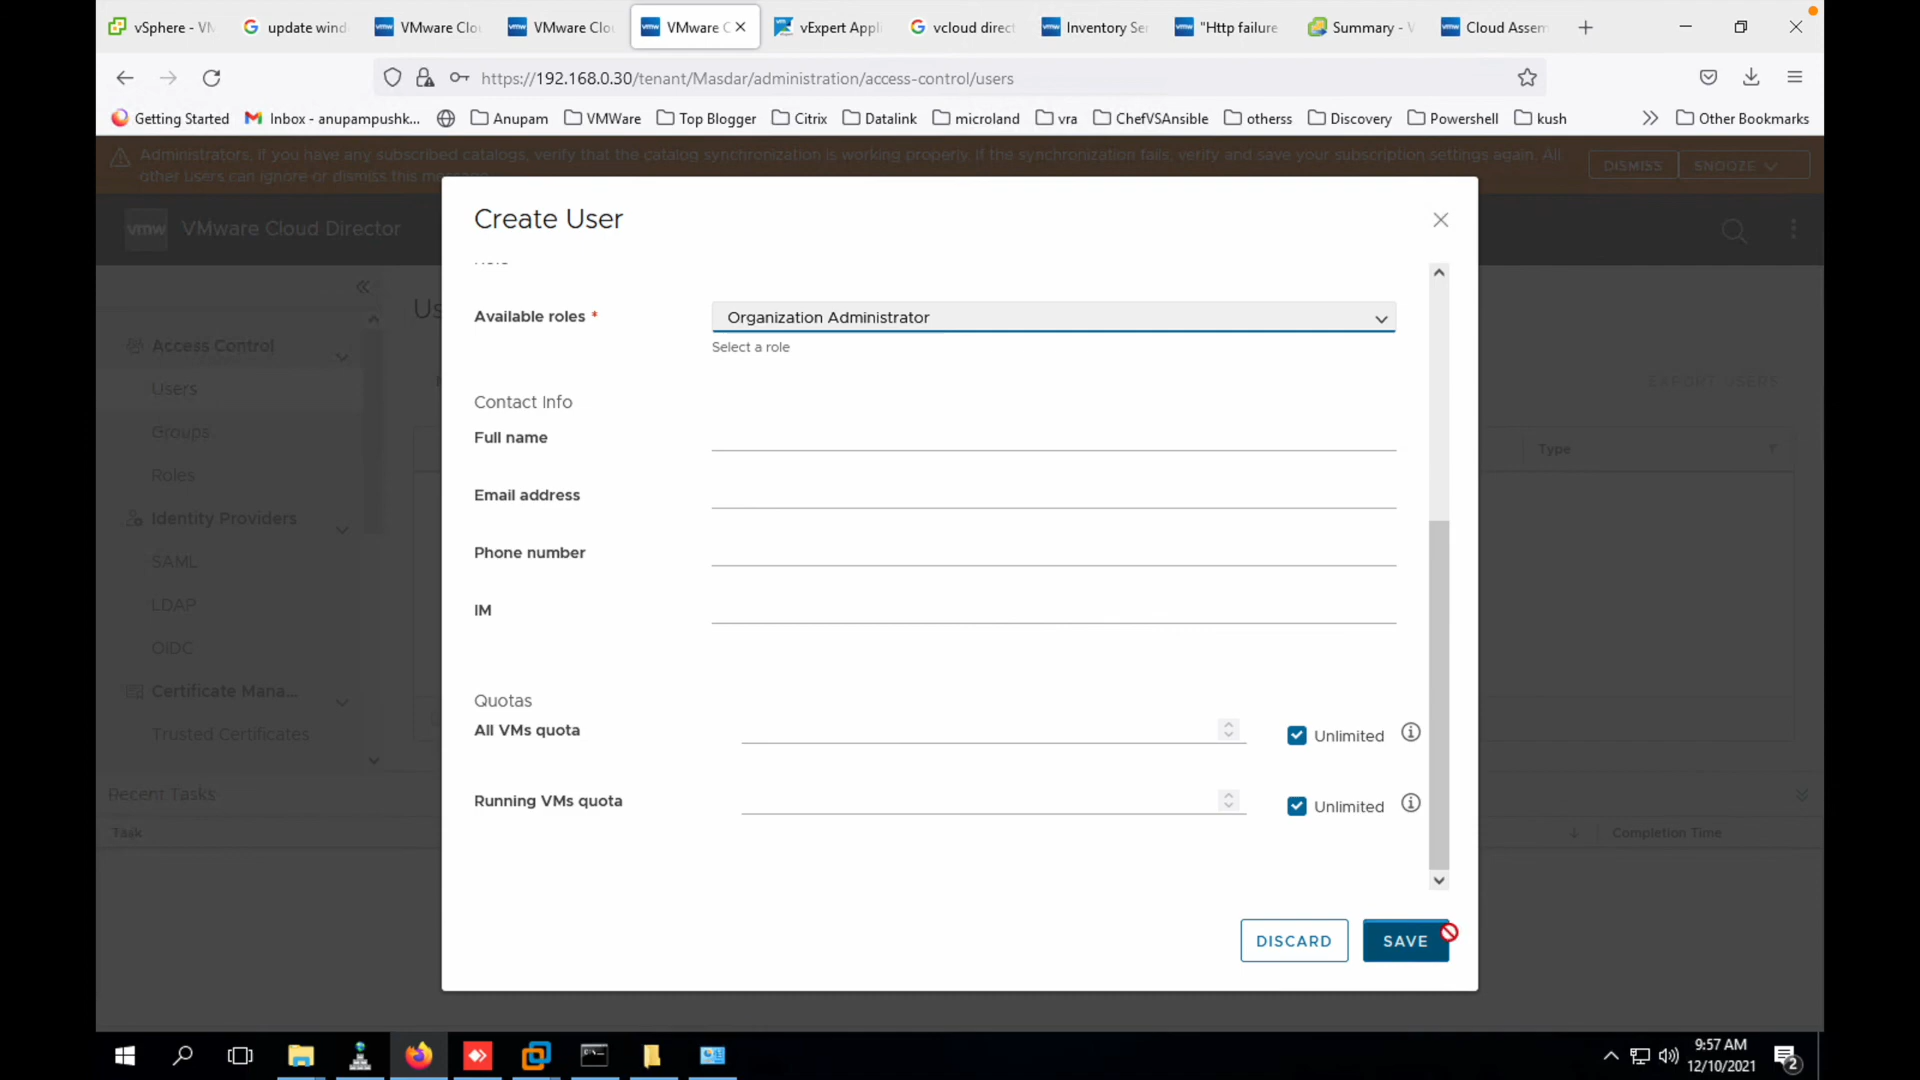 vSphere - VM
update wind
VMware Clo
VMware Clo
VMware C
vExpert Appl
vcloud direct
Inventory Se
"Http failure
Summary - V
Cloud Assem
https://192.168.0.30/tenant/Masdar/administration/access-control/users
Getting Started
Inbox - anupampushk...
Anupam
VMWare
Top Blogger
Citrix
Datalink
microland
vra
ChefVSAnsible
otherss
Discovery
Powershell
kush
Other Bookmarks
Administrators, if you have any subscribed catalogs, verify that the catalog synchronization is working properly. If the synchronization fails, verify and save your subscription settings again. All
other users can ignore or dismiss this message
DISMISS
SNOOZE
vmw VMware Cloud Director
Create User
Available roles *
Organization Administrator
Select a role
Contact Info
Full name
Email address
Phone number
IM
Quotas
All VMs quota
Unlimited
Running VMs quota
Unlimited
DISCARD
SAVE
Access Control
Users
Groups
Roles
Identity Providers
SAML
LDAP
OIDC
Certificate Mana...
Trusted Certificates
EXPORT USERS
Type
Recent Tasks
Task
Completion Time
9:57 AM
12/10/2021
2